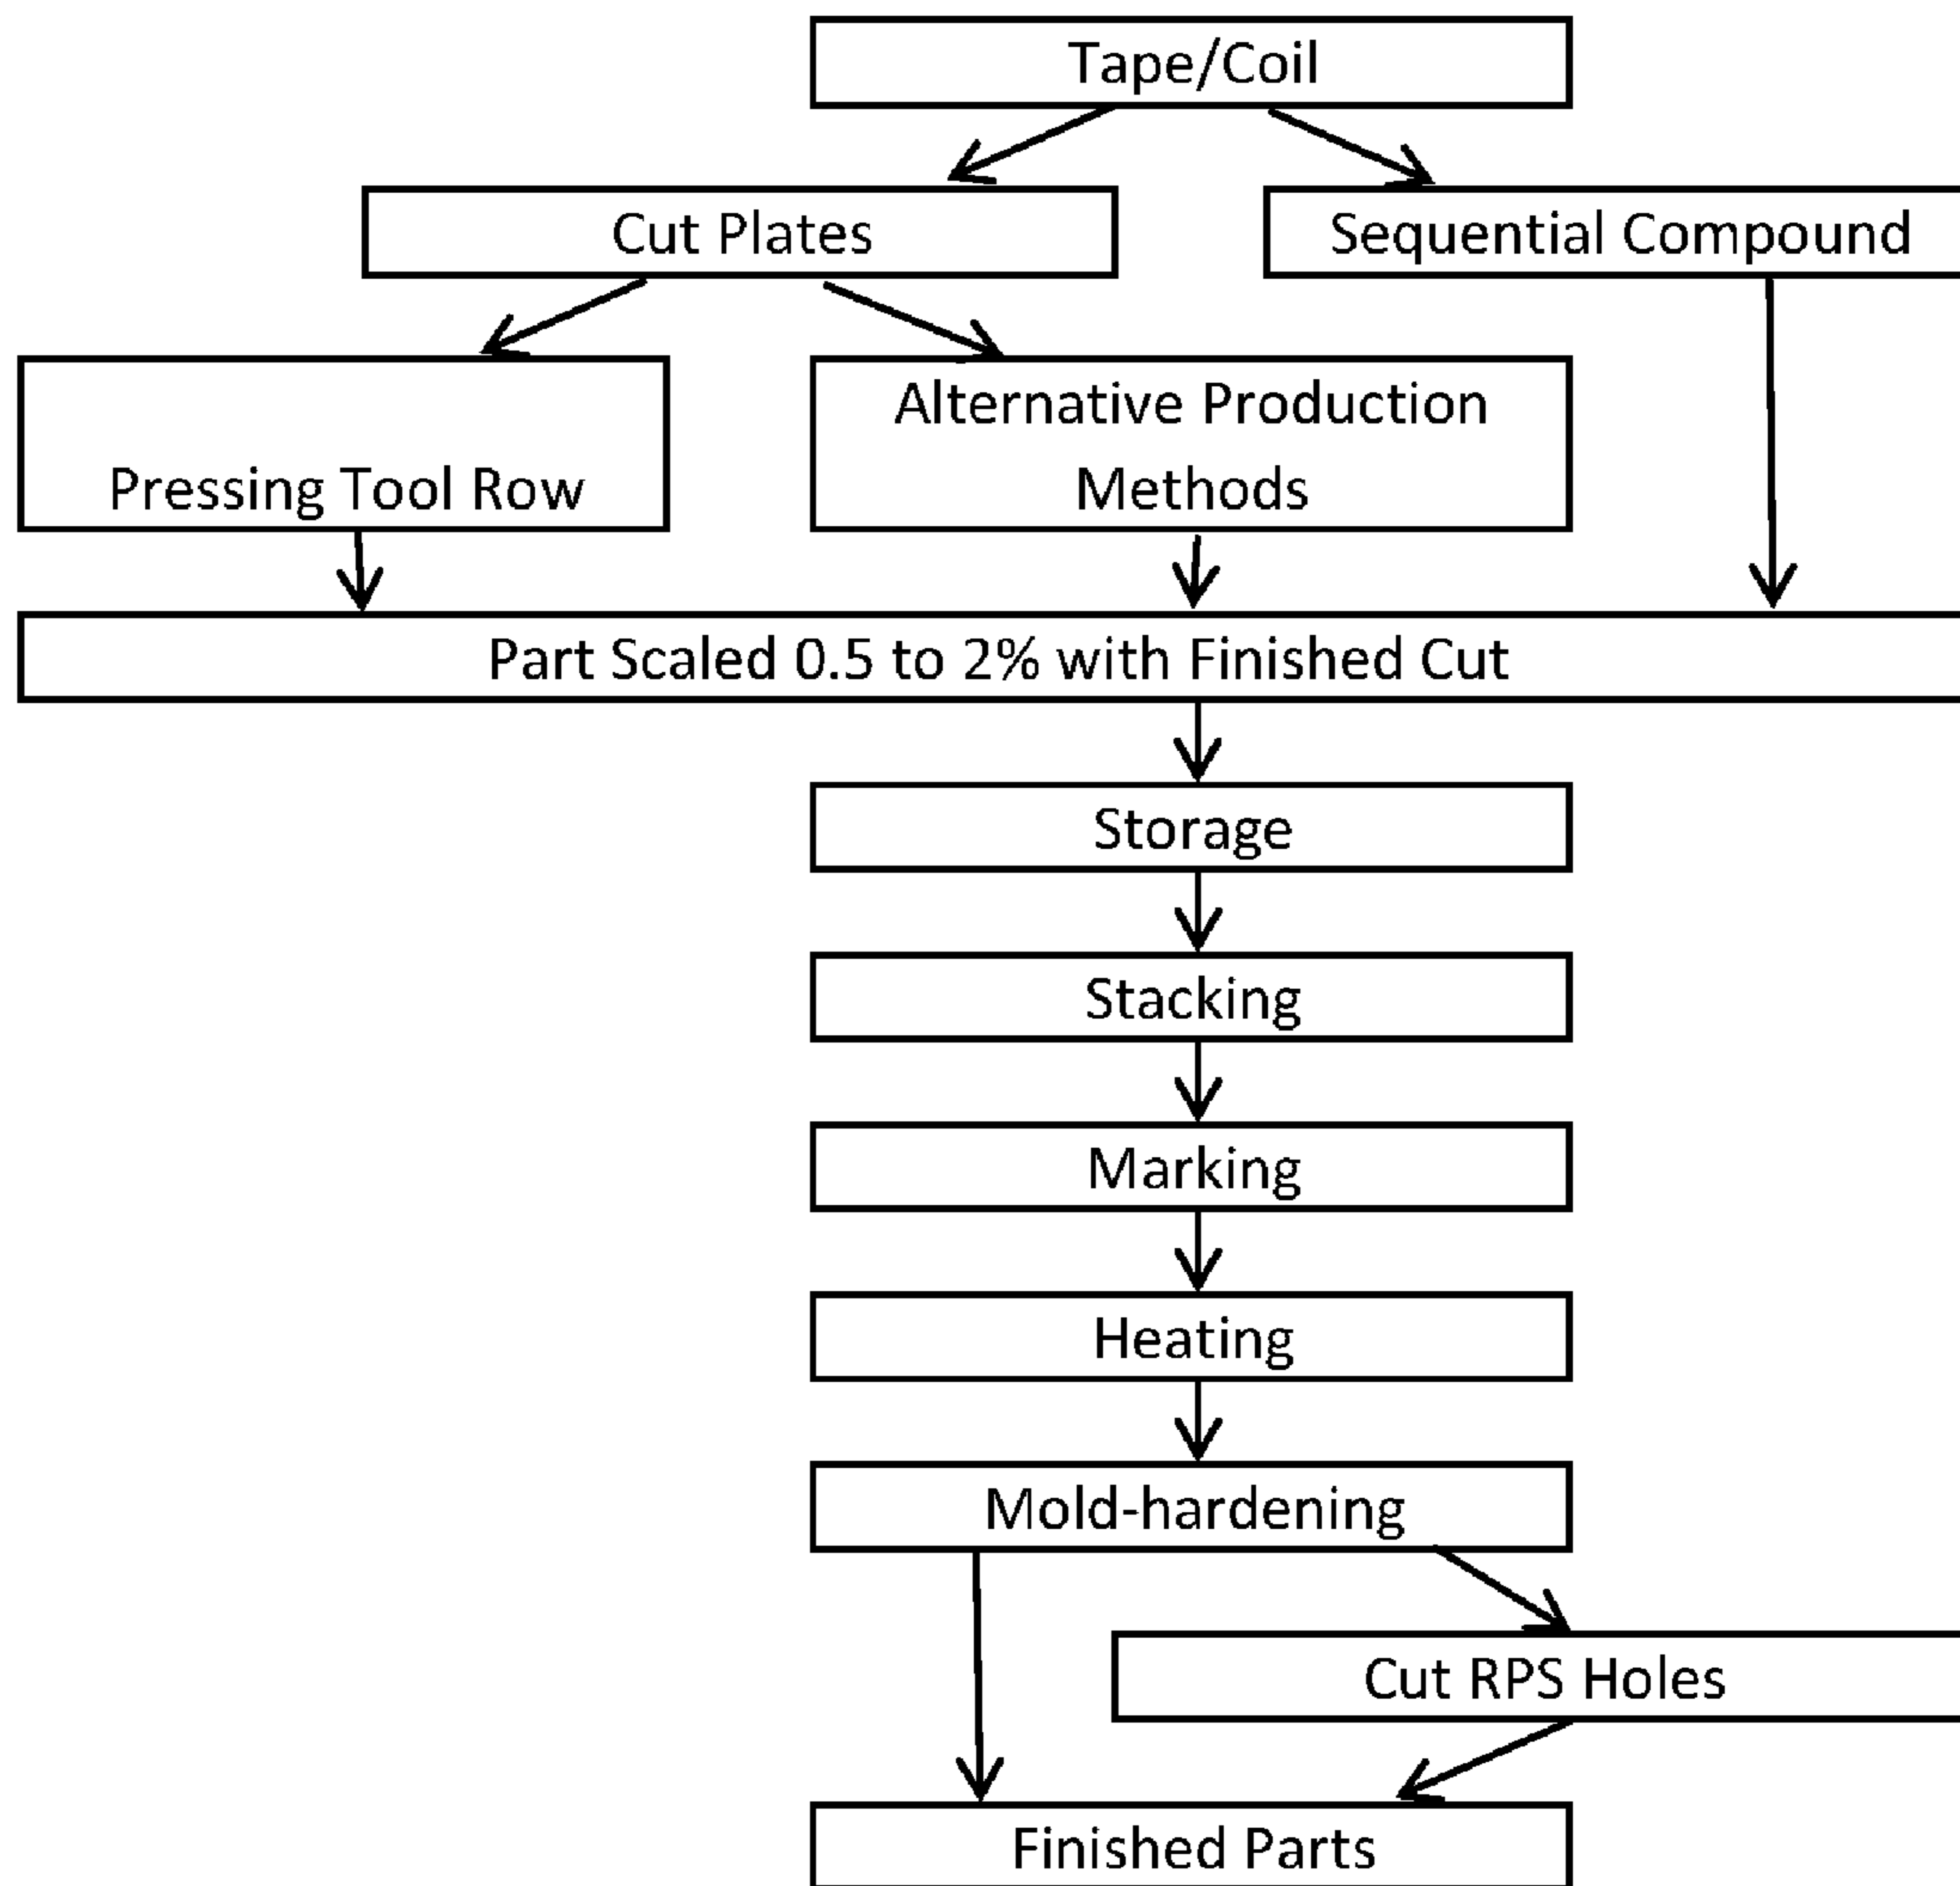 Tape/Coil
Cut Plates
Sequential Compound
Alternative Production
Methods
Pressing Tool Row
Part Scaled 0.5 to 2% with Finished Cut
Storage
Stacking
Marking
Heating
Mold-hardening
Cut RPS Holes
Finished Parts